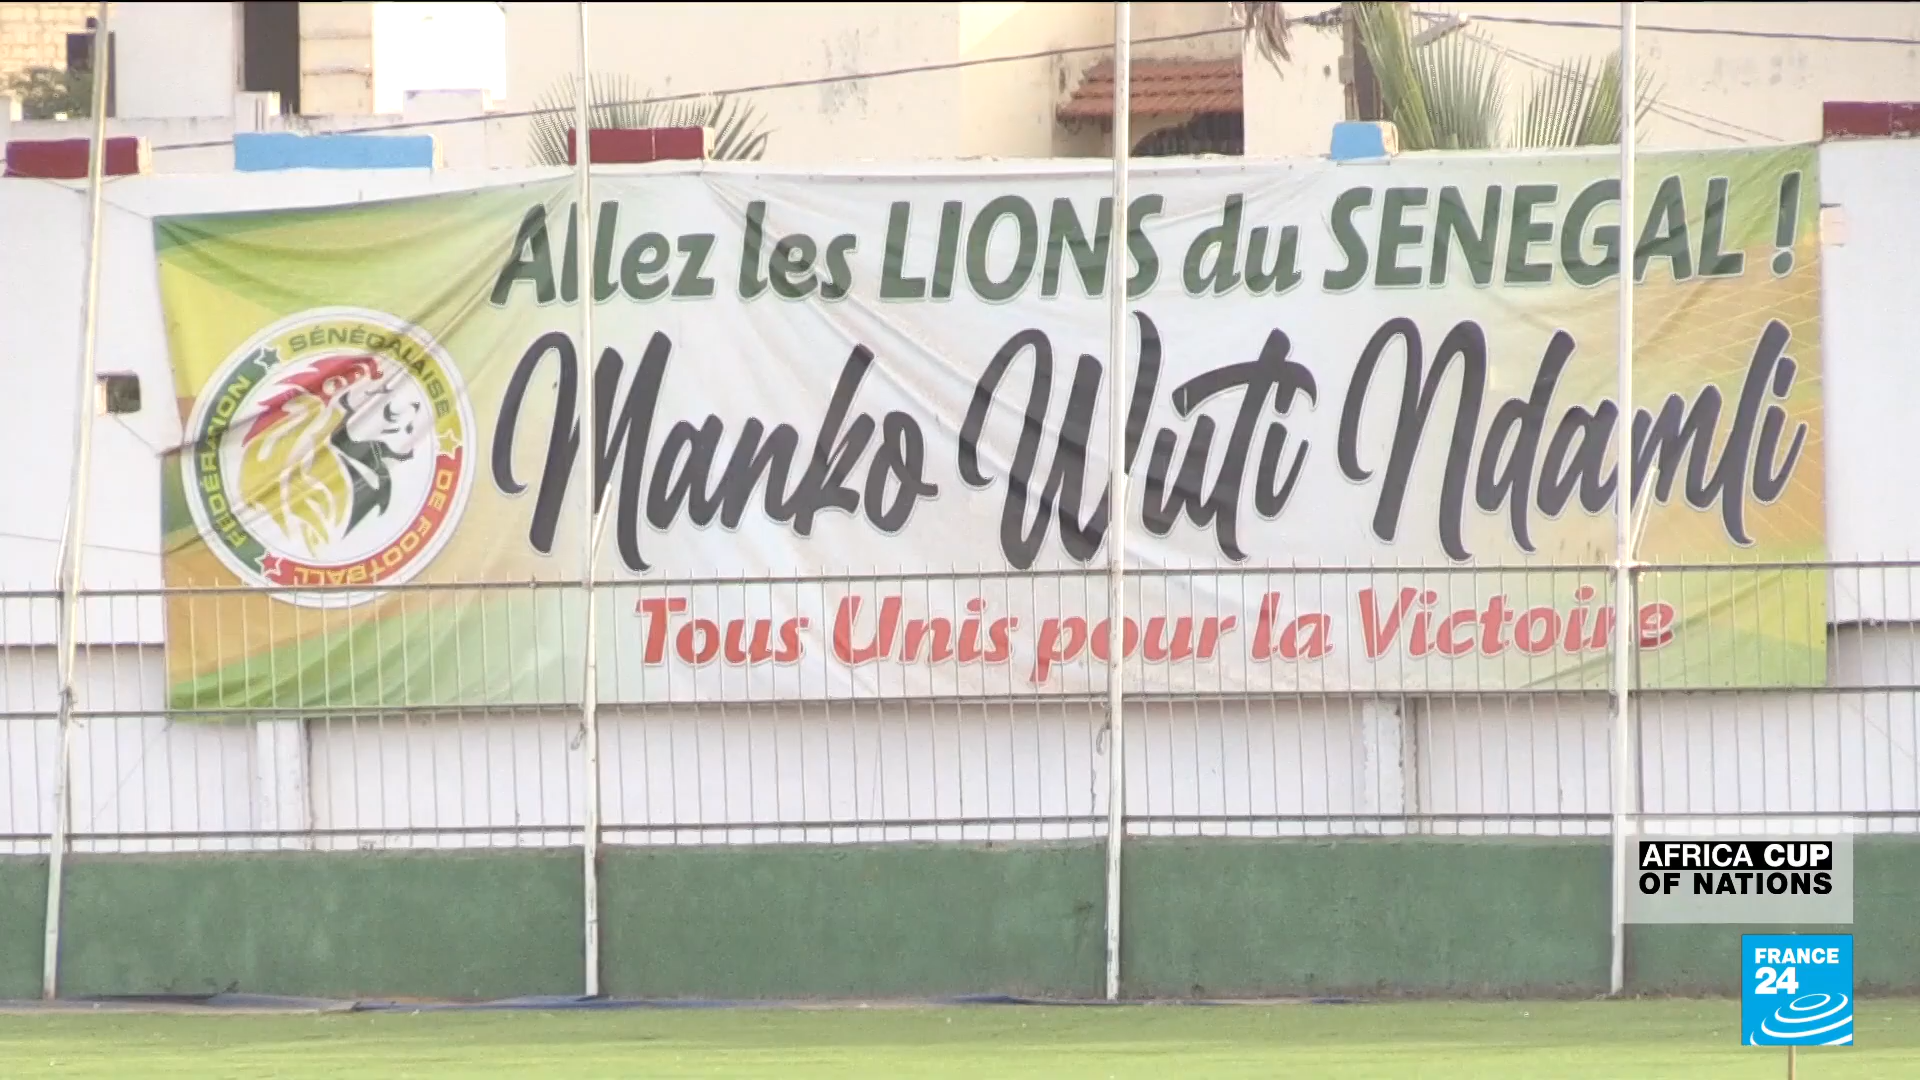 Allez les LIONS du SENEGAL !
Manko Wuti Ndamli
Tous Unis pour la Victoire
FÉDÉRATION SÉNÉGALAISE DE FOOTBALL
AFRICA CUP
OF NATIONS
FRANCE
24